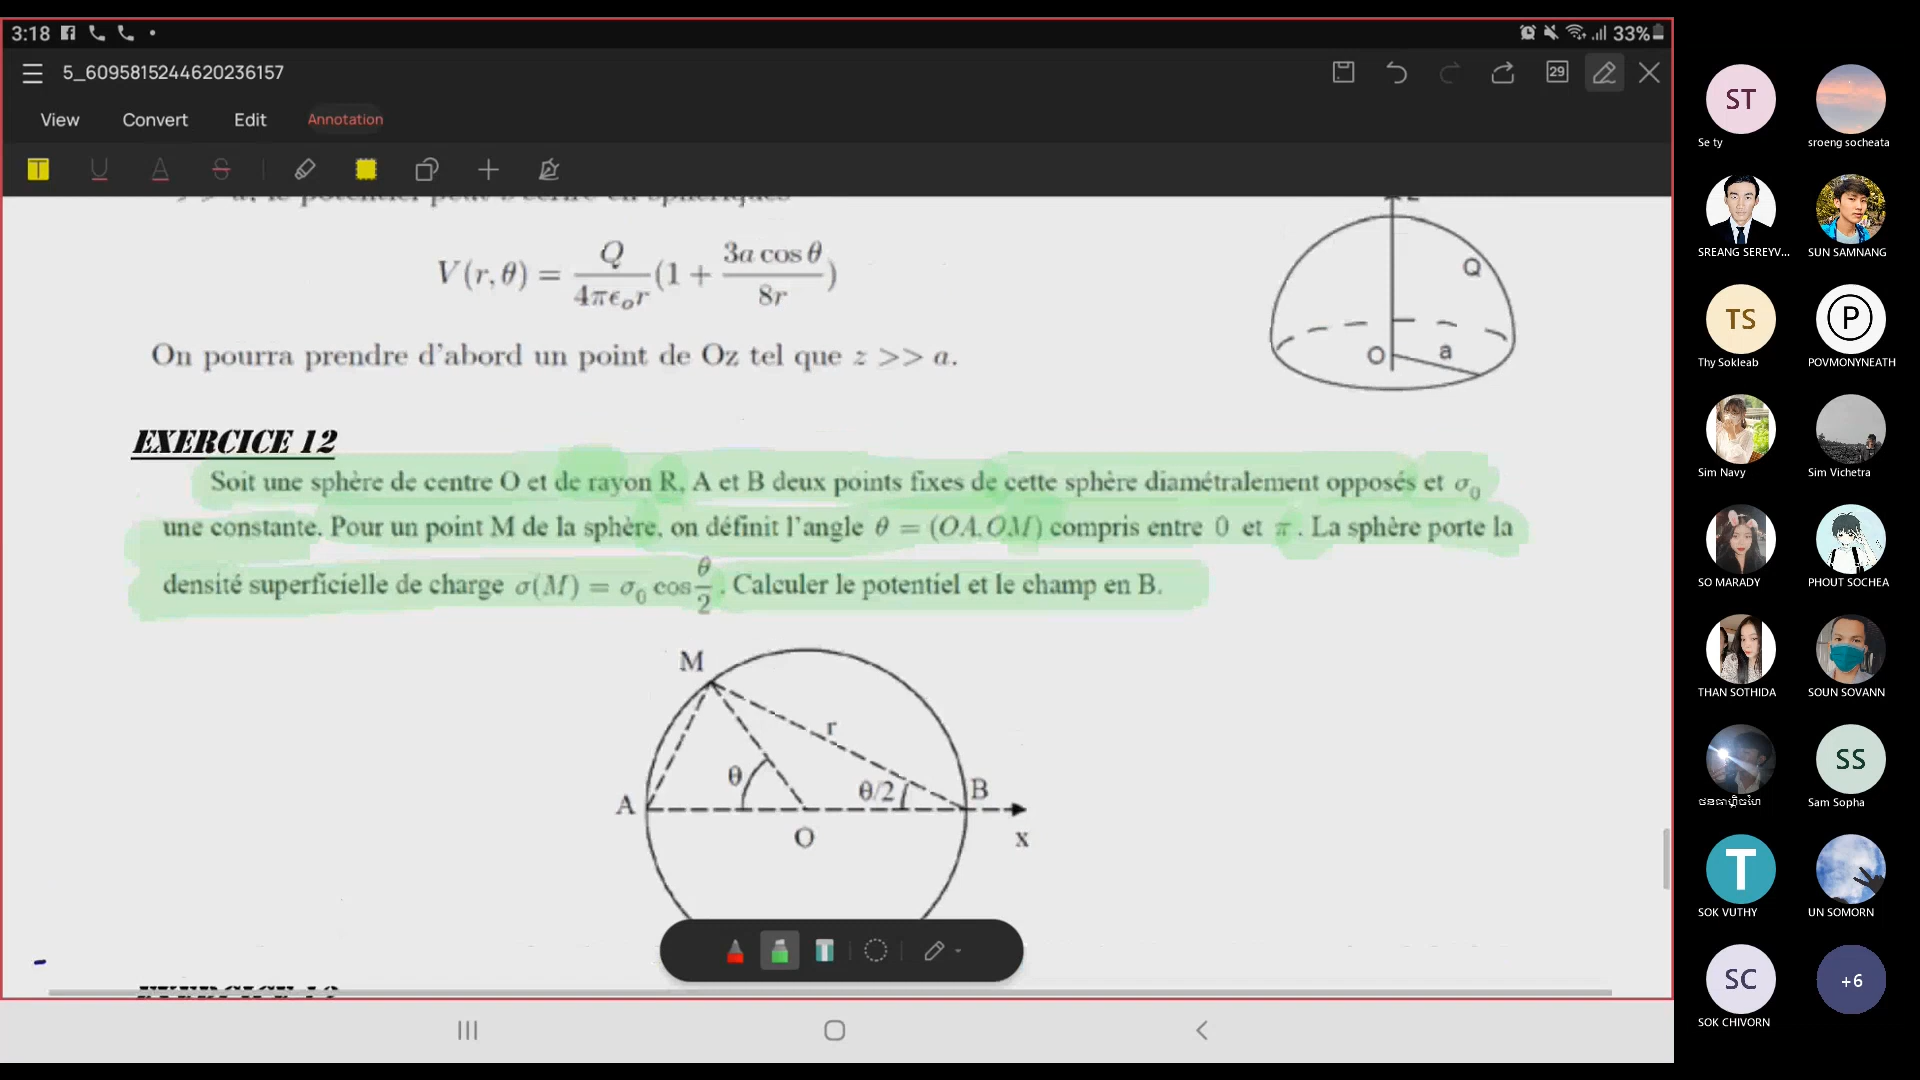 3:18
33%
5_6095815244620236157
29
View Convert Edit Annotation
T U A S
V(r, θ) = Q/4πϵ₀r (1 + 3a cos θ/8r)
On pourra prendre d'abord un point de Oz tel que z >> a.
Q
O a
EXERCICE 12
Soit une sphère de centre O et de rayon R, A et B deux points fixes de cette sphère diamétralement opposés et σ₀
une constante. Pour un point M de la sphère, on définit l'angle θ = (OA,OM) compris entre 0 et π . La sphère porte la
densité superficielle de charge σ(M) = σ₀ cos θ/2 . Calculer le potentiel et le champ en B.
M
r
θ θ/2 B
A
O x
ST
Se ty
sroeng socheata
SREANG SEREYV...
SUN SAMNANG
TS
Thy Sokleab
P
POVMONYNEATH
Sim Navy
Sim Vichetra
SO MARADY
PHOUT SOCHEA
THAN SOTHIDA
SOUN SOVANN
SS
Sam Sopha
T
SOK VUTHY
UN SOMORN
SC
SOK CHIVORN
+6